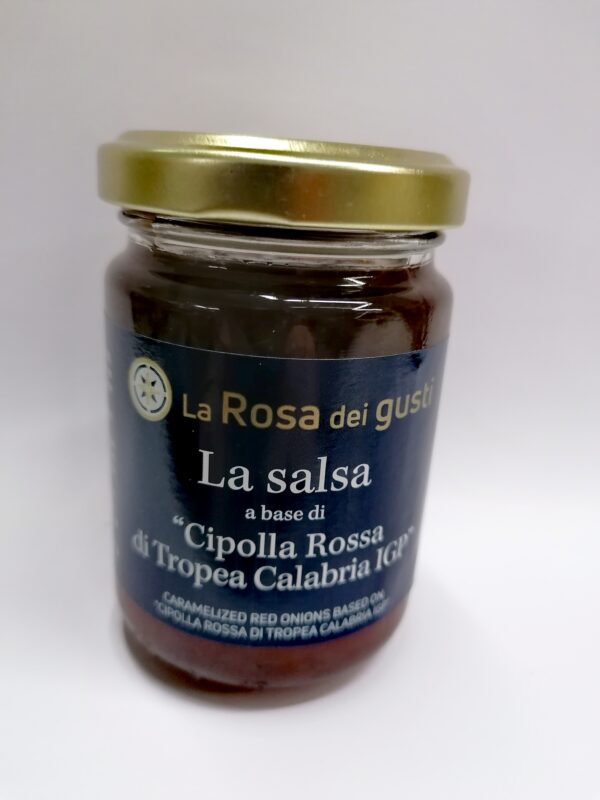 La Rosa dei gusti
La salsa
a base di
“Cipolla Rossa
di Tropea Calabria IGP”
CARAMELIZED RED ONIONS BASED ON
"CIPOLLA ROSSA DI TROPEA CALABRIA IGP"